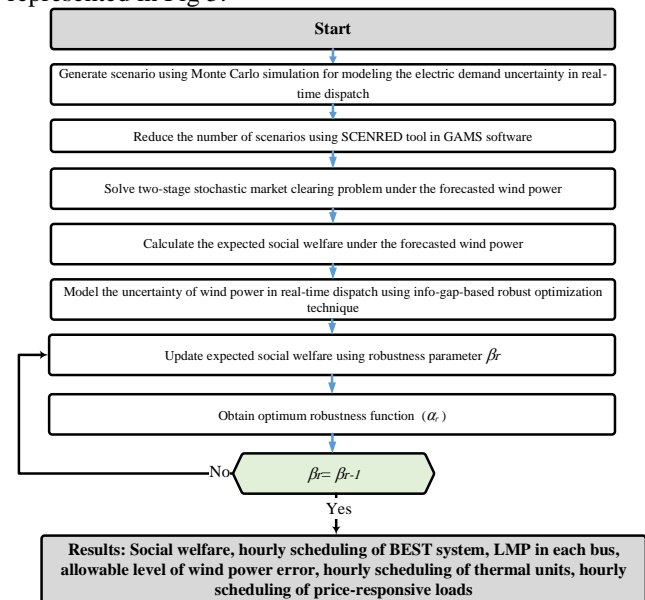 represented in Fig 3.
Start
Generate scenario using Monte Carlo simulation for modeling the electric demand uncertainty in real-
time dispatch
Reduce the number of scenarios using SCENRED tool in GAMS software
Solve two-stage stochastic market clearing problem under the forecasted wind power
Calculate the expected social welfare under the forecasted wind power
Model the uncertainty of wind power in real-time dispatch using info-gap-based robust optimization
technique
Update expected social welfare using robustness parameter βr
Obtain optimum robustness function (αr)
No
βr= βr-1
Yes
Results: Social welfare, hourly scheduling of BEST system, LMP in each bus,
allowable level of wind power error, hourly scheduling of thermal units, hourly
scheduling of price-responsive loads